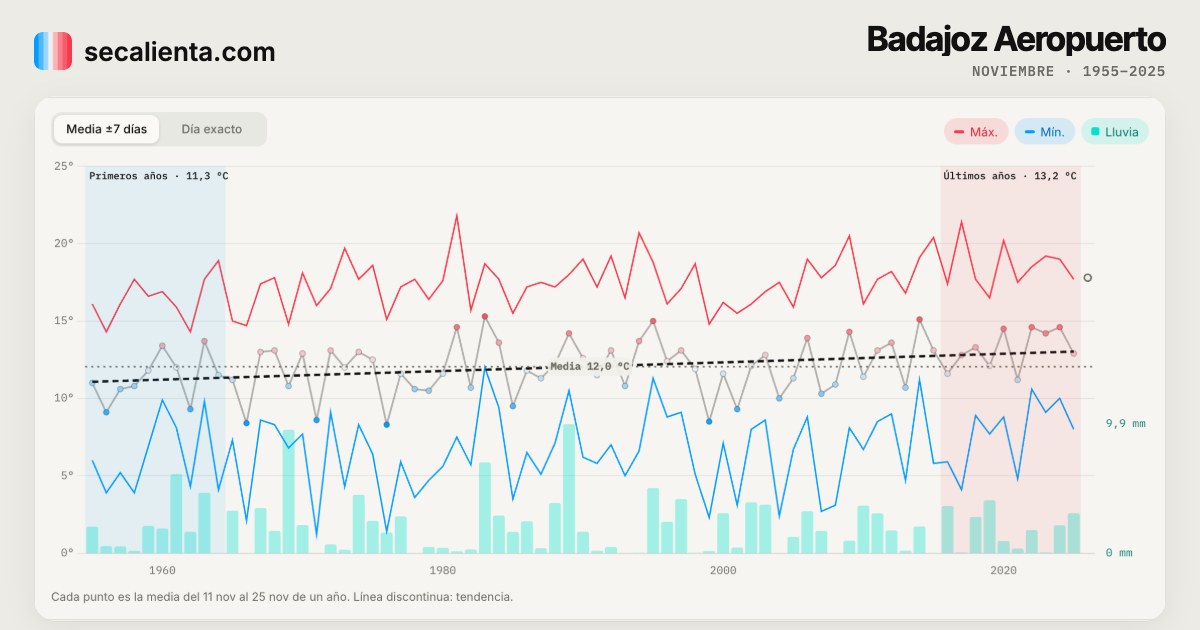 secalienta.com
Badajoz Aeropuerto
NOVIEMBRE · 1955–2025
Media ±7 días
Día exacto
Máx.
Mín.
Lluvia
25°
Primeros años · 11,3 °C
Últimos años · 13,2 °C
20°
15°
Media 12,0 °C
10°
9,9 mm
5°
0°
0 mm
1960
1980
2000
2020
Cada punto es la media del 11 nov al 25 nov de un año. Línea discontinua: tendencia.